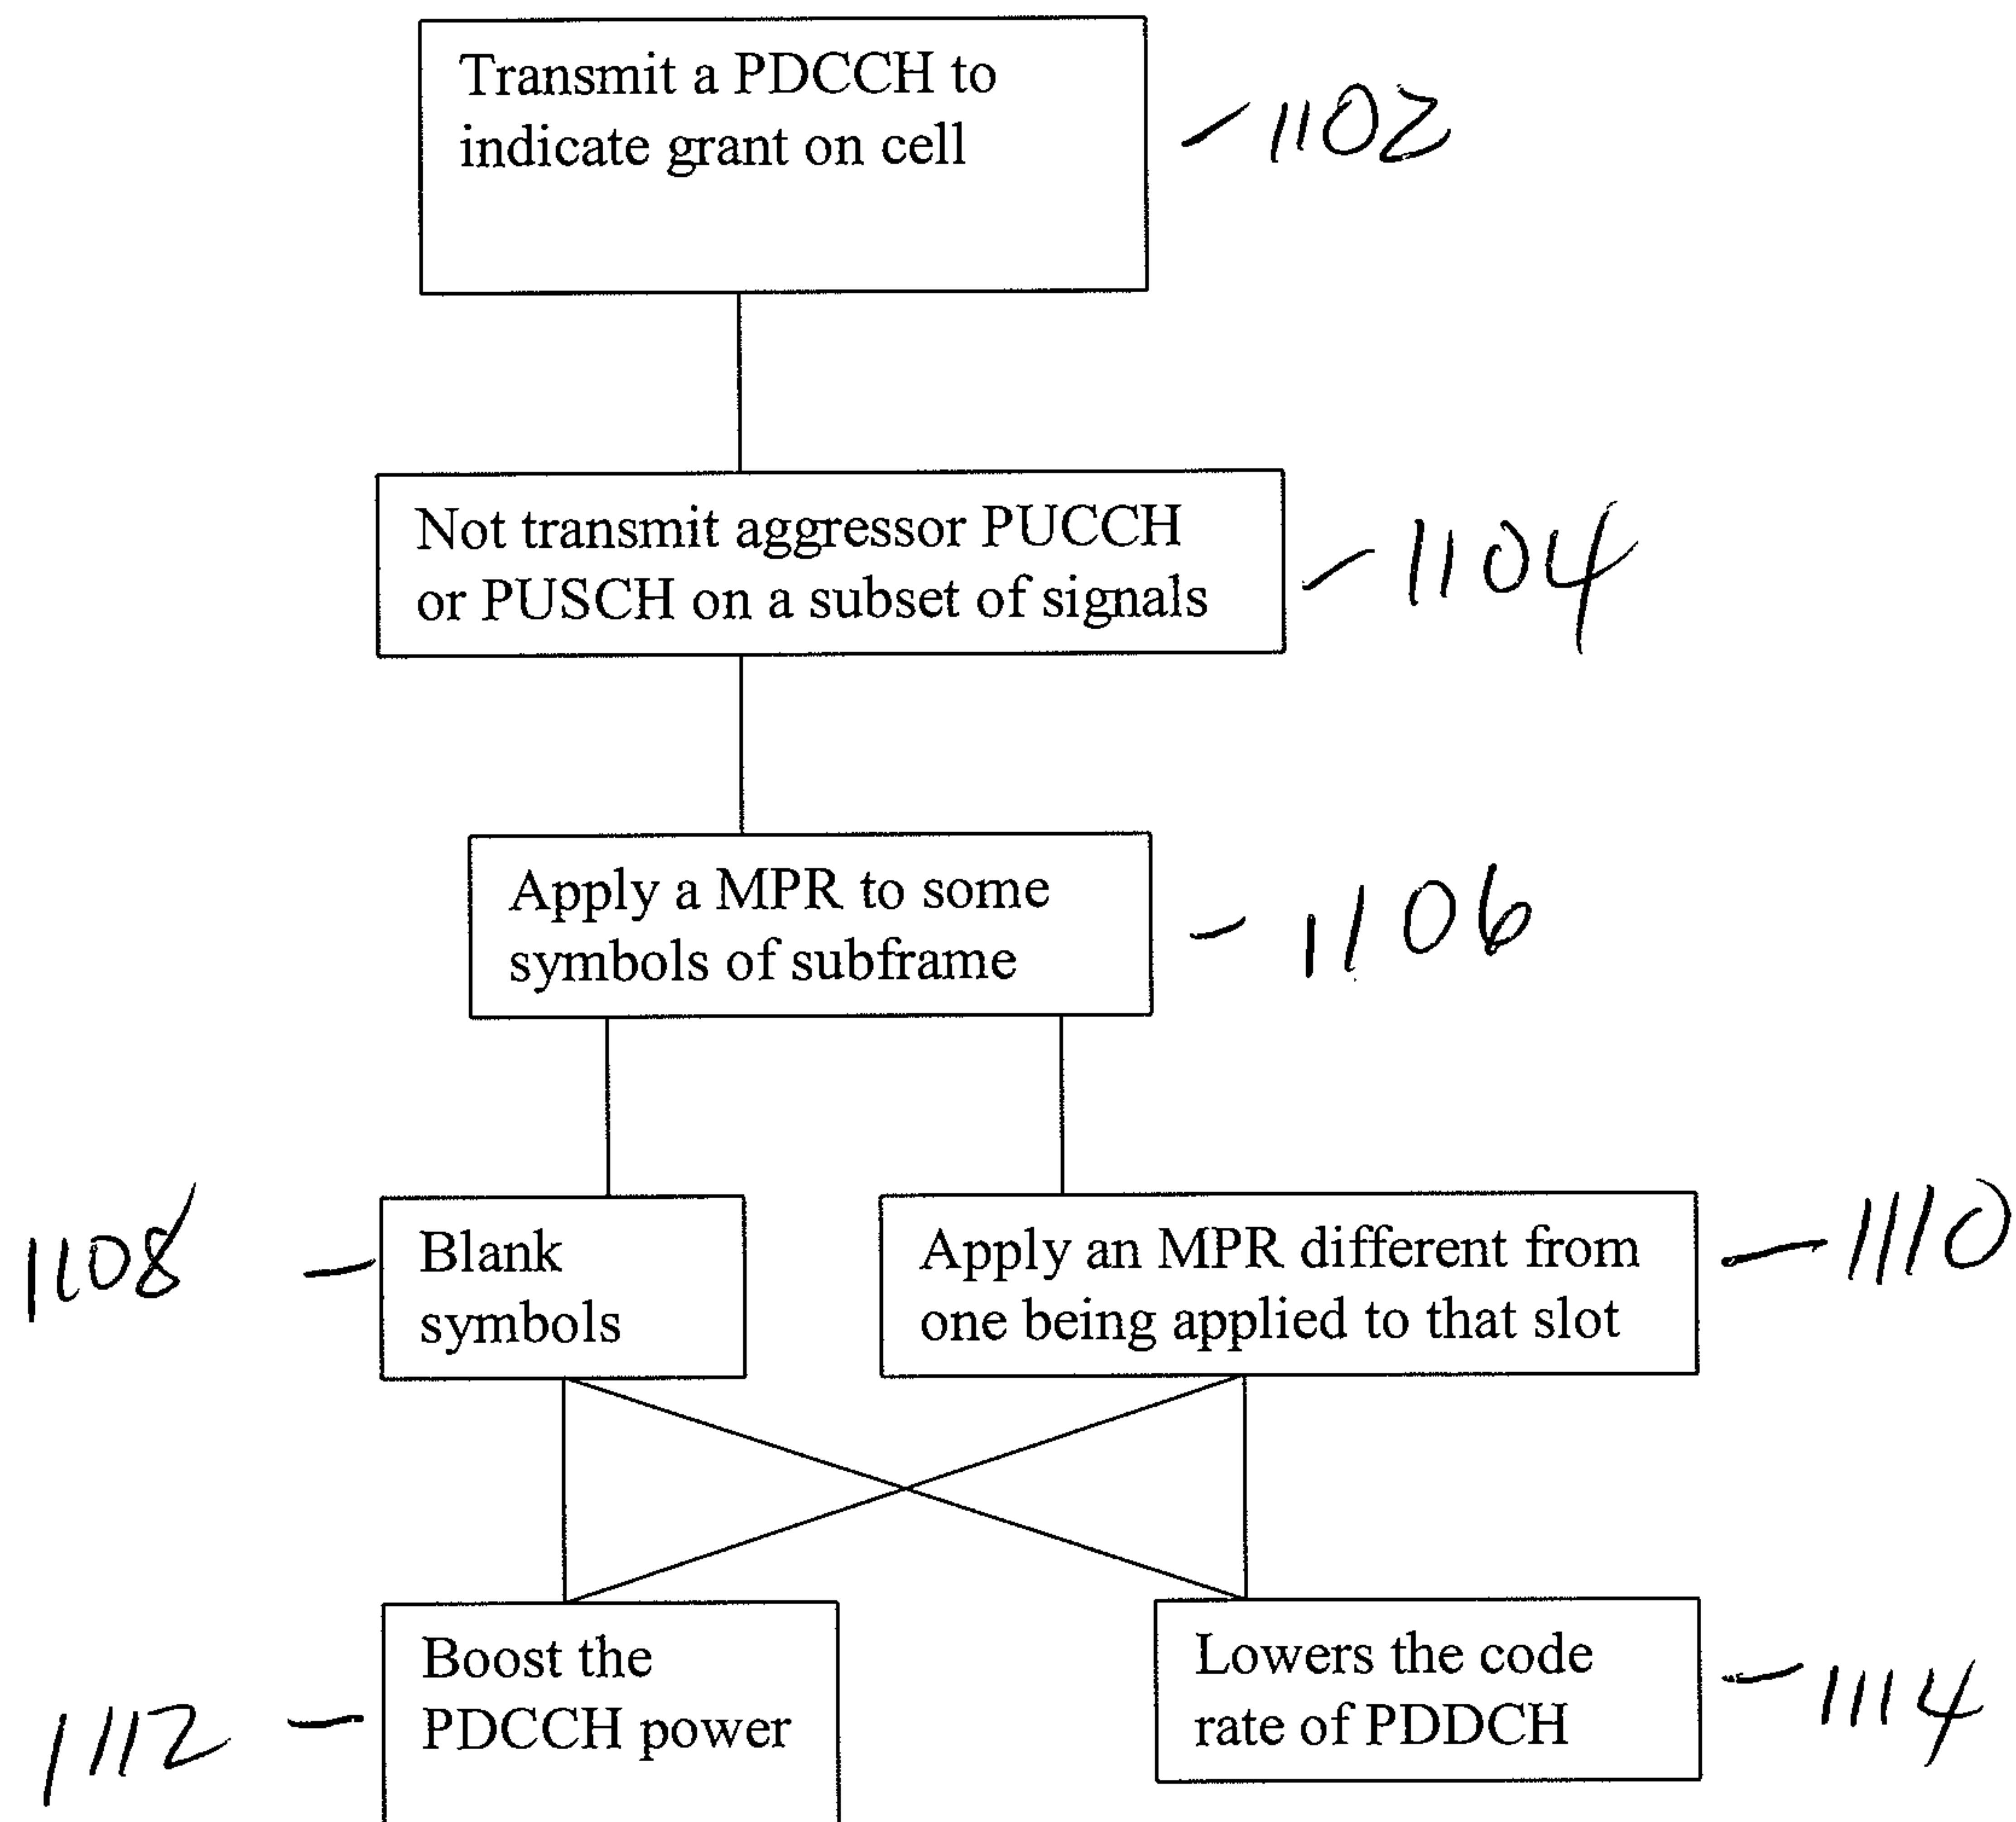 Transmit a PDCCH to
indicate grant on cell
1102
Not transmit aggressor PUCCH
or PUSCH on a subset of signals
1104
Apply a MPR to some
symbols of subframe
1106
1108
Blank
symbols
Apply an MPR different from
one being applied to that slot
1110
1112
Boost the
PDCCH power
Lowers the code
rate of PDDCH
1114